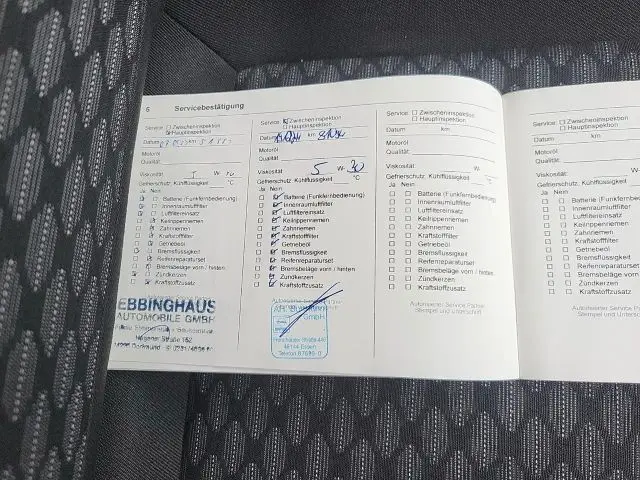 6 Servicebestätigung
Service: Zwischeninspektion
Hauptinspektion
Datum km
Motoröl
Qualität:
Viskosität W-
Gefrierschutz, Kühlflüssigkeit °C
Ja Nein
Batterie (Funkfernbedienung)
Innenraumluftfilter
Luftfiltereinsatz
Keilrippenriemen
Zahnriemen
Kraftstofffilter
Getriebeöl
Bremsflüssigkeit
Reifenreparaturset
Bremsbeläge vorn / hinten
Zündkerzen
Kraftstoffzusatz
EBBINGHAUS
AUTOMOBILE GMBH
Service: Zwischeninspektion
Hauptinspektion
Datum km
Motoröl
Qualität:
Viskosität: 5 W- 30
Gefrierschutz, Kühlflüssigkeit °C
Ja Nein
Batterie (Funkfernbedienung)
Innenraumluftfilter
Luftfiltereinsatz
Keilrippenriemen
Zahnriemen
Kraftstofffilter
Getriebeöl
Bremsflüssigkeit
Reifenreparaturset
Bremsbeläge vorn / hinten
Zündkerzen
Kraftstoffzusatz
GmbH
45144 Essen
Service: Zwischeninspektion
Hauptinspektion
Datum km
Motoröl
Qualität:
Viskosität: W-
Gefrierschutz, Kühlflüssigkeit °C
Ja Nein
Batterie (Funkfernbedienung)
Innenraumluftfilter
Luftfiltereinsatz
Keilrippenriemen
Zahnriemen
Kraftstofffilter
Getriebeöl
Bremsflüssigkeit
Reifenreparaturset
Bremsbeläge vorn / hinten
Zündkerzen
Kraftstoffzusatz
Autorisierter Service Partner
Stempel und Unterschrift
Service: Zwischeninspektion
Hauptinspektion
Datum km
Motoröl
Qualität:
Viskosität:
Gefrierschutz, Kühlflüssigkeit
Ja Nein
Batterie (Funkfernbed
Innenraumluftfilter
Luftfiltereinsatz
Keilrippenriemen
Zahnriemen
Kraftstofffilter
Getriebeöl
Bremsflüssigkeit
Reifenreparaturset
Bremsbeläge vorn
Zündkerzen
Kraftstoffzusatz
Autorisierter Service
Stempel und Unterschr